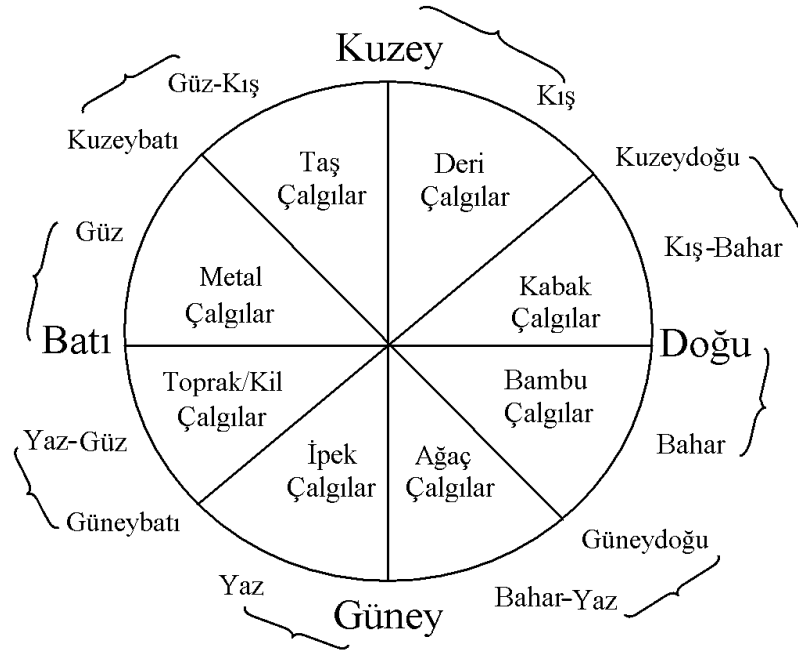 Kuzey
Güz-Kış
Kış
Kuzeybatı
Kuzeydoğu
Taş
Çalgılar
Deri
Çalgılar
Güz
Kış-Bahar
Metal
Çalgılar
Kabak
Çalgılar
Batı
Doğu
Toprak/Kil
Çalgılar
Bambu
Çalgılar
Yaz-Güz
Bahar
İpek
Çalgılar
Ağaç
Çalgılar
Güneybatı
Güneydoğu
Yaz
Bahar-Yaz
Güney